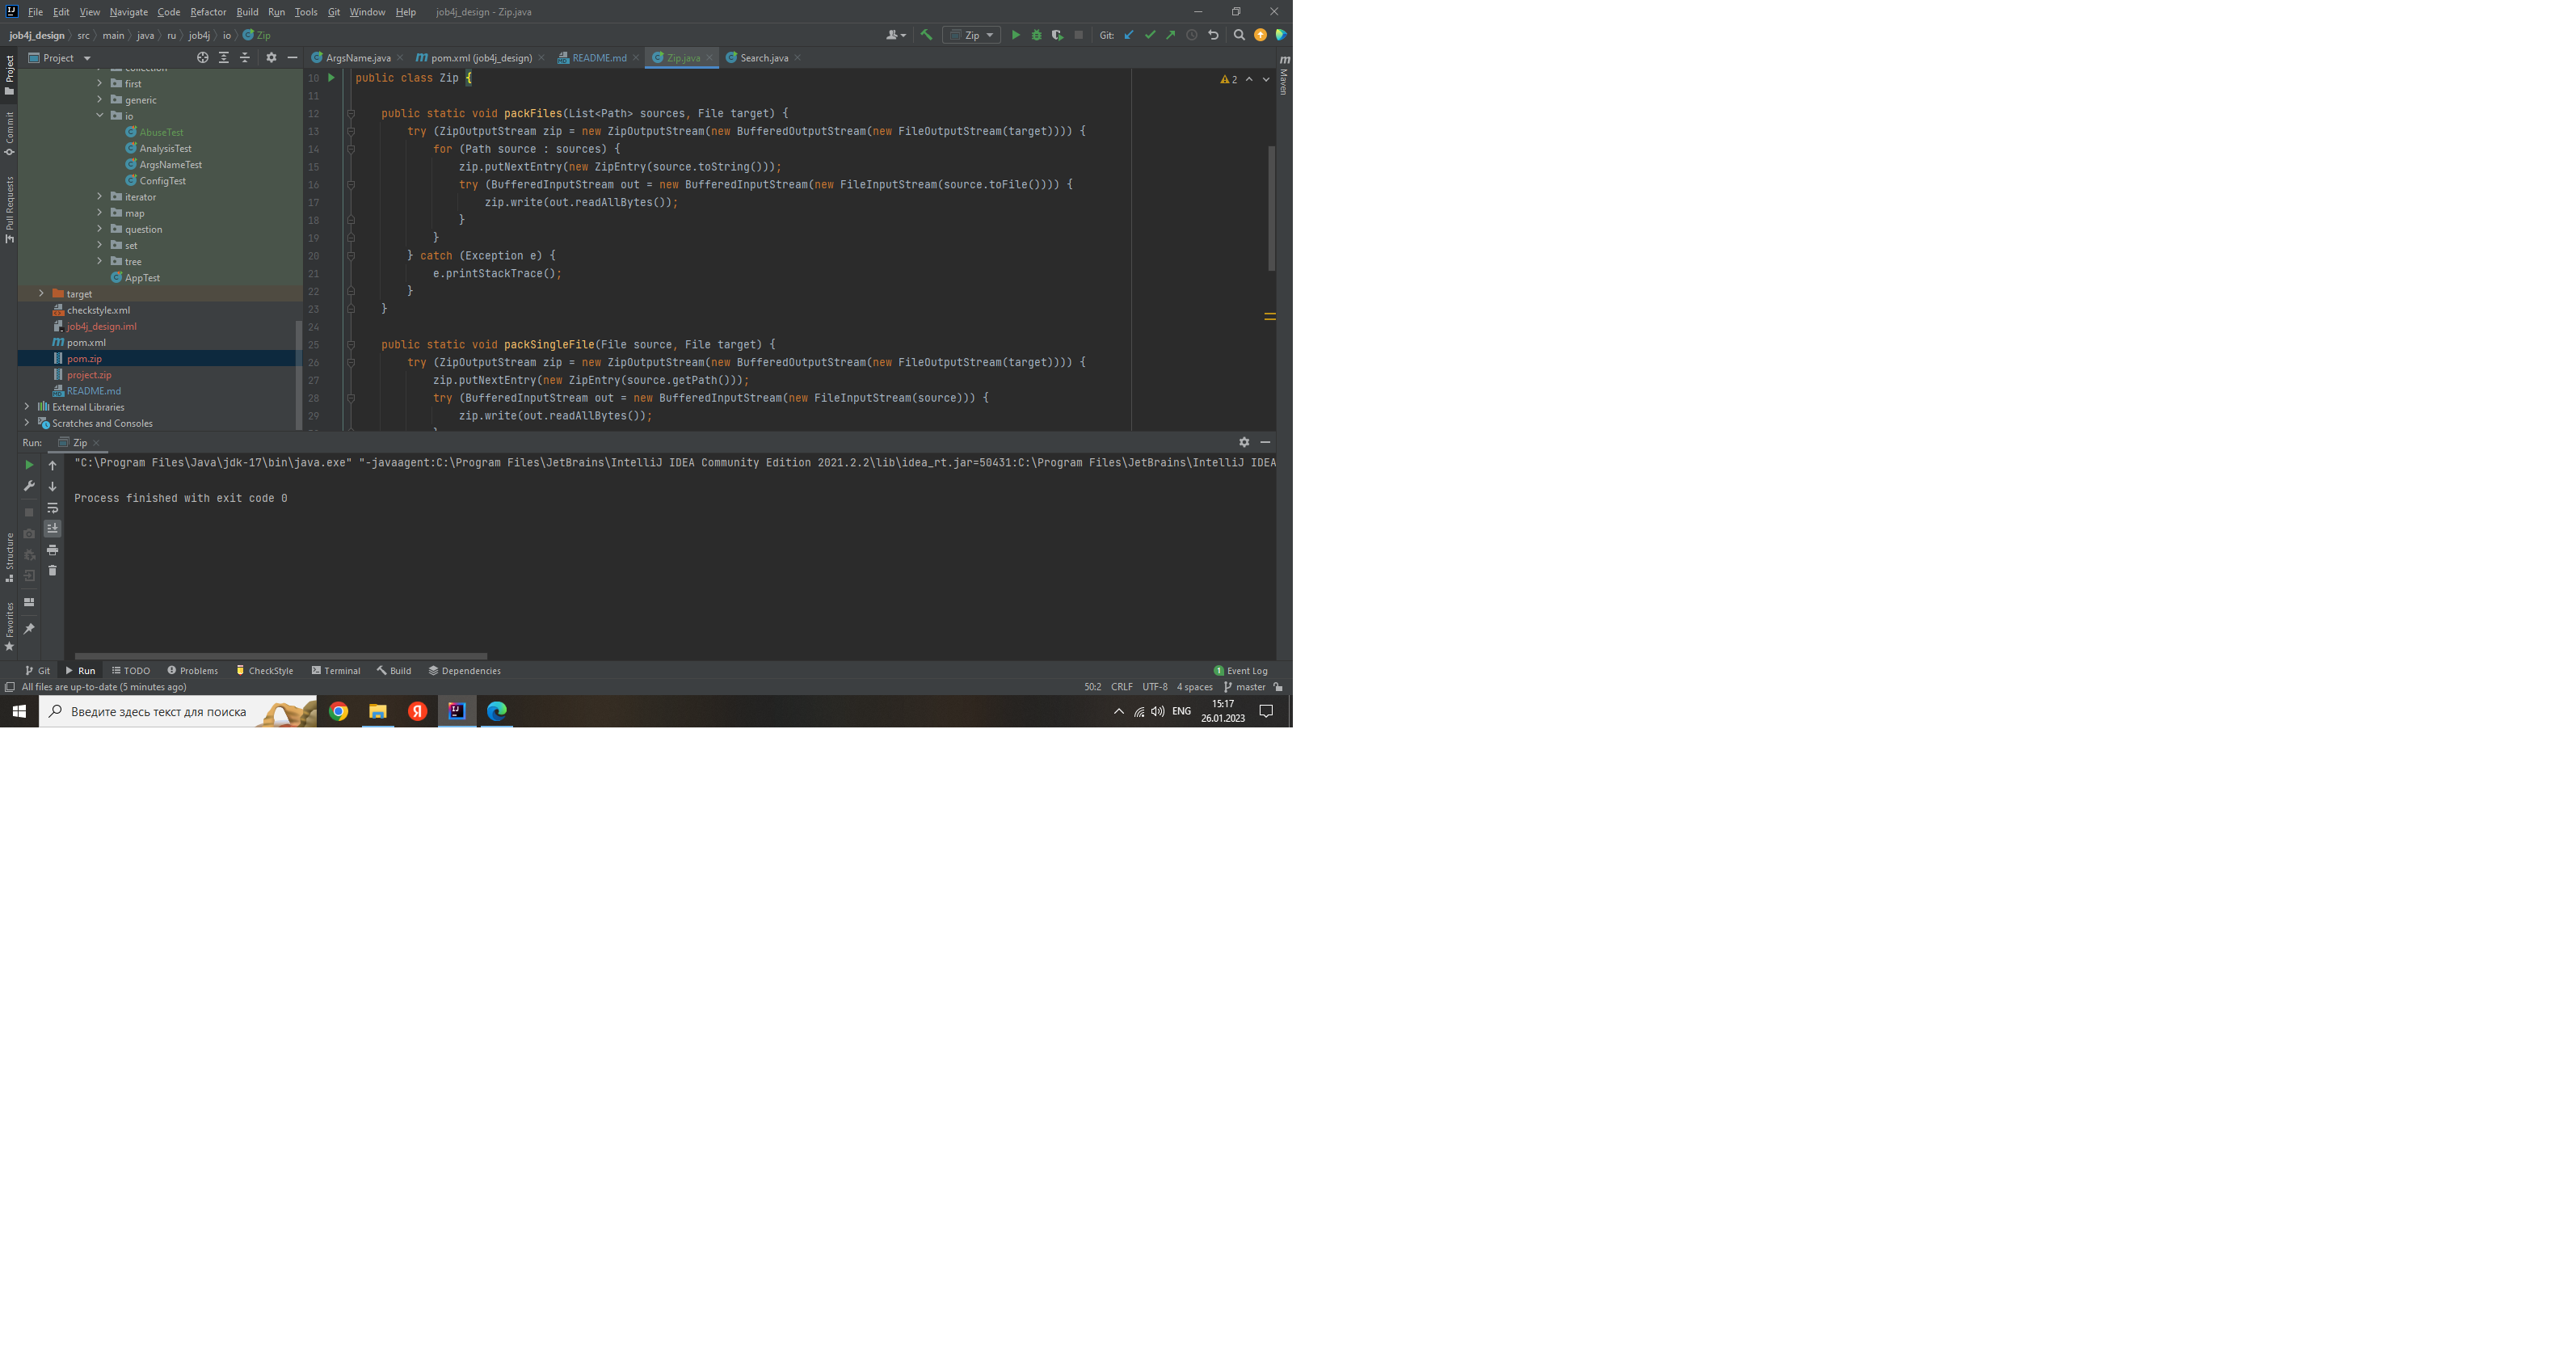 File Edit View Navigate Code Refactor Build Run Tools Git Window Help job4j_design - Zip.java
job4j_design src main java ru job4j io Zip
Zip Git:
Project
ArgsName.java pom.xml (job4j_design) README.md Zip.java Search.java
Project
Commit
Pull Requests
Structure
Favorites
Maven
collection
first
generic
io
AbuseTest
AnalysisTest
ArgsNameTest
ConfigTest
iterator
map
question
set
tree
AppTest
target
checkstyle.xml
job4j_design.iml
pom.xml
pom.zip
project.zip
README.md
External Libraries
Scratches and Consoles
2
10 public class Zip {
11
12 public static void packFiles(List<Path> sources, File target) {
13 try (ZipOutputStream zip = new ZipOutputStream(new BufferedOutputStream(new FileOutputStream(target)))) {
14 for (Path source : sources) {
15 zip.putNextEntry(new ZipEntry(source.toString()));
16 try (BufferedInputStream out = new BufferedInputStream(new FileInputStream(source.toFile()))) {
17 zip.write(out.readAllBytes());
18 }
19 }
20 } catch (Exception e) {
21 e.printStackTrace();
22 }
23 }
24
25 public static void packSingleFile(File source, File target) {
26 try (ZipOutputStream zip = new ZipOutputStream(new BufferedOutputStream(new FileOutputStream(target)))) {
27 zip.putNextEntry(new ZipEntry(source.getPath()));
28 try (BufferedInputStream out = new BufferedInputStream(new FileInputStream(source))) {
29 zip.write(out.readAllBytes());
Run: Zip
"C:\Program Files\Java\jdk-17\bin\java.exe" "-javaagent:C:\Program Files\JetBrains\IntelliJ IDEA Community Edition 2021.2.2\lib\idea_rt.jar=50431:C:\Program Files\JetBrains\IntelliJ IDEA
Process finished with exit code 0
Git Run TODO Problems CheckStyle Terminal Build Dependencies 1 Event Log
All files are up-to-date (5 minutes ago) 50:2 CRLF UTF-8 4 spaces master
Введите здесь текст для поиска
ENG
15:17
26.01.2023